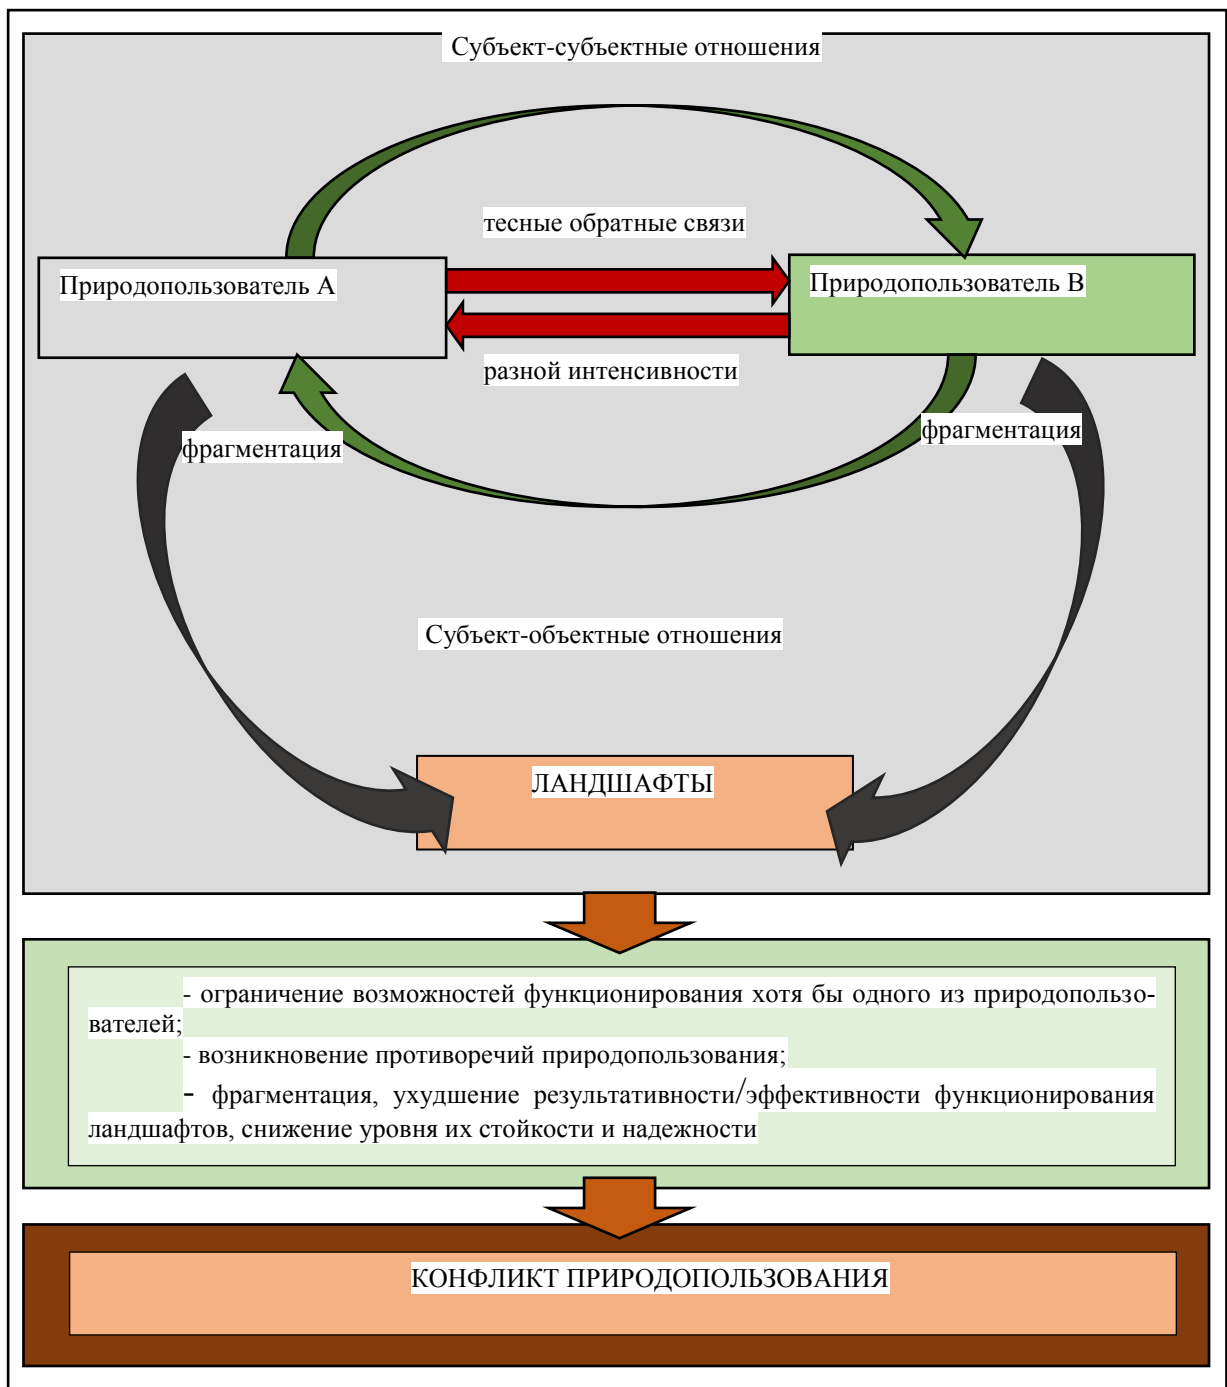 Субъект-субъектные отношения
тесные обратные связи
Природопользователь А
Природопользователь В
разной интенсивности
фрагментация
фрагментация
Субъект-объектные отношения
ЛАНДШАФТЫ
- ограничение возможностей функционирования хотя бы одного из природопользо-
вателей;
- возникновение противоречий природопользования;
- фрагментация, ухудшение результативности/эффективности функционирования
ландшафтов, снижение уровня их стойкости и надежности
КОНФЛИКТ ПРИРОДОПОЛЬЗОВАНИЯ